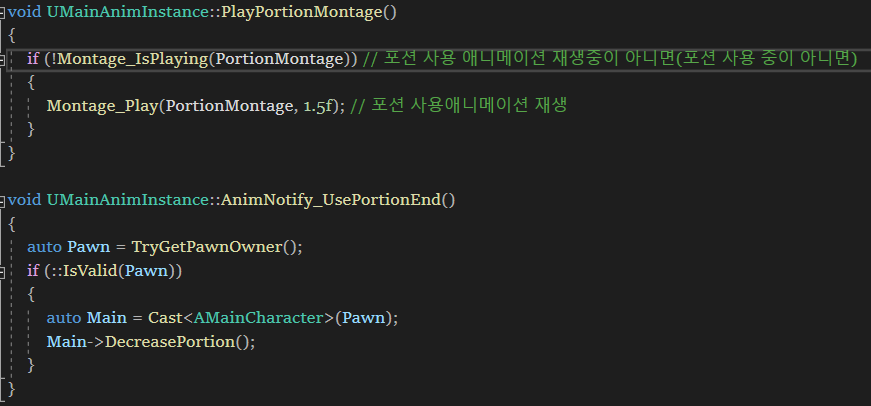 void UMainAnimInstance::PlayPortionMontage()
{
if (!Montage_IsPlaying(PortionMontage)) // 포션 사용 애니메이션 재생중이 아니면(포션 사용 중이 아니면)
{
Montage_Play(PortionMontage, 1.5f); // 포션 사용애니메이션 재생
}
}
void UMainAnimInstance::AnimNotify_UsePortionEnd()
{
auto Pawn = TryGetPawnOwner();
if (::IsValid(Pawn))
{
auto Main = Cast<AMainCharacter>(Pawn);
Main->DecreasePortion();
}
}